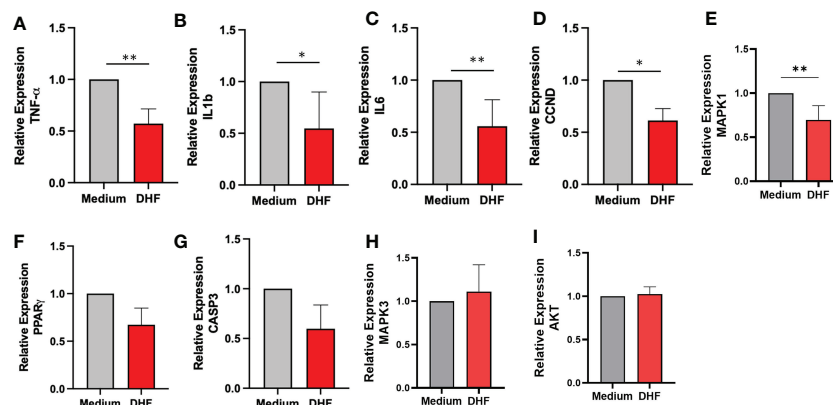 A
Relative Expression
TNF-α
1.5
1.0
0.5
0.0
**
Medium DHF
B
Relative Expression
IL1b
1.5
1.0
0.5
0.0
*
Medium DHF
C
Relative Expression
IL6
1.5
1.0
0.5
0.0
**
Medium DHF
D
Relative Expression
CCND
1.5
1.0
0.5
0.0
*
Medium DHF
E
Relative Expression
MAPK1
1.5
1.0
0.5
0.0
**
Medium DHF
F
Relative Expression
PPARγ
1.5
1.0
0.5
0.0
Medium DHF
G
Relative Expression
CASP3
1.5
1.0
0.5
0.0
Medium DHF
H
Relative Expression
MAPK3
1.5
1.0
0.5
0.0
Medium DHF
I
Relative Expression
AKT
1.5
1.0
0.5
0.0
Medium DHF